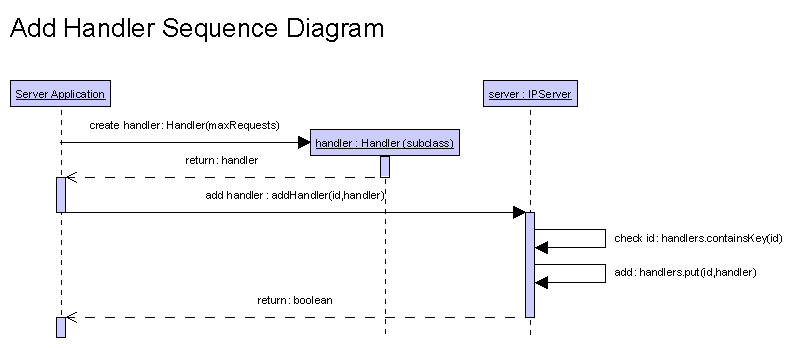 Add Handler Sequence Diagram
Server Application
server : IPServer
create handler: Handler(maxRequests)
handler : Handler (subclass)
return: handler
add handler : addHandler(id,handler)
check id: handlers.containsKey(id)
add: handlers.put(id,handler)
return: boolean